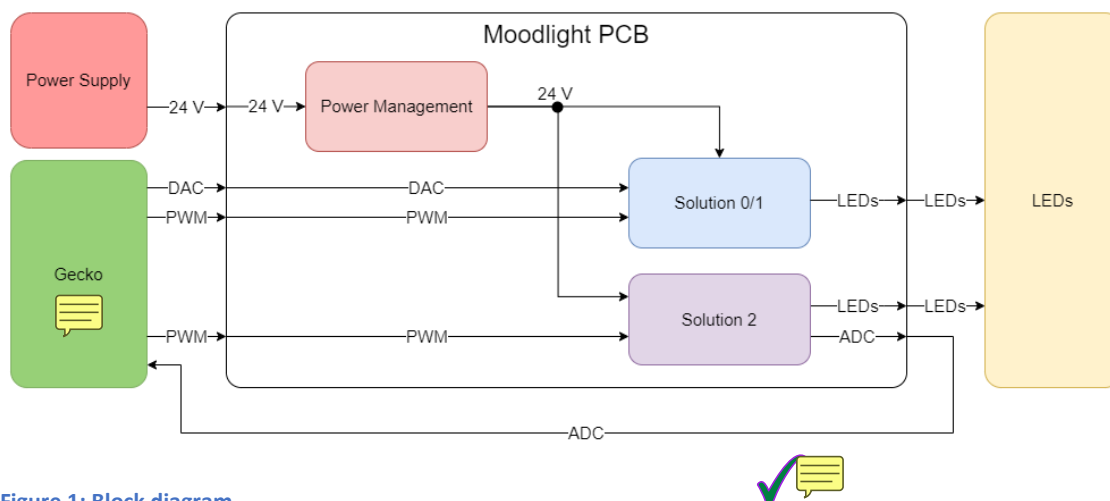 Moodlight PCB
Power Supply
24 V
24 V
Power Management
24 V
DAC
DAC
PWM
PWM
Solution 0/1
LEDs
LEDs
LEDs
Gecko
PWM
PWM
Solution 2
LEDs
LEDs
ADC
ADC
Figure 1: Block diagram